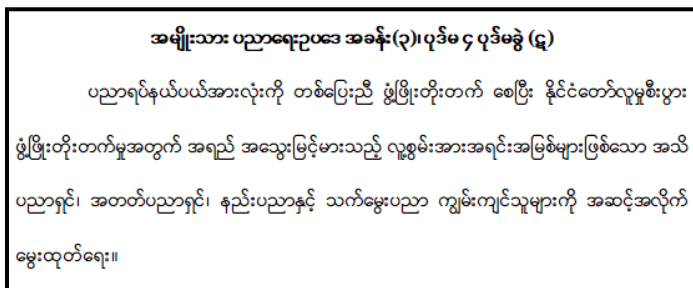 အမျိုးသား ပညာရေးဥပဒေ အခန်း(၃)၊ပုဒ်မ ၄ ပုဒ်မခွဲ (ဋ)
ပညာရပ်နယ်ပယ်အားလုံးကို တစ်ပြေးညီ ဖွံ့ဖြိုးတိုးတက် စေပြီး နိုင်ငံတော်လူမှုစီးပွား
ဖွံ့ဖြိုးတိုးတက်မှုအတွက် အရည် အသွေးမြင့်မားသည့် လူ့စွမ်းအားအရင်းအမြစ်များဖြစ်သော အသိ
ပညာရှင်၊ အတတ်ပညာရှင်၊ နည်းပညာနှင့် သက်မွေးပညာ ကျွမ်းကျင်သူများကို အဆင့်အလိုက်
မွေးထုတ်ရေး။